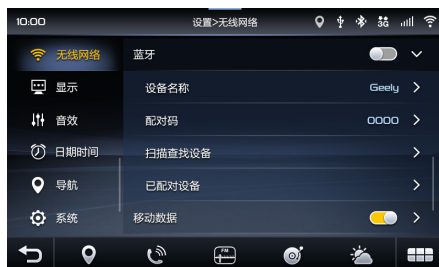 10:00 设置>无线网络 3G
无线网络
显示
音效
日期时间
导航
系统
蓝牙
设备名称 Geely
配对码 0000
扫描查找设备
已配对设备
移动数据
FM